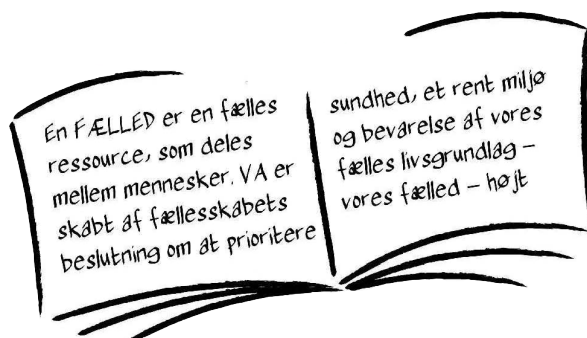 En FÆLLED er en fælles
ressource, som deles
mellem mennesker. VA er
skabt af fællesskabets
beslutning om at prioritere
sundhed, et rent miljø
og bevarelse af vores
fælles livsgrundlag –
vores fælled – højt